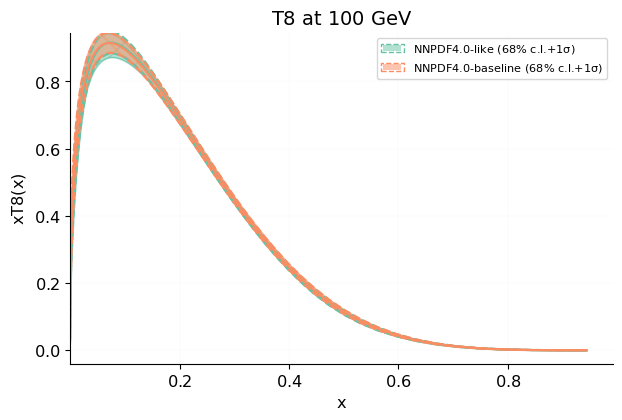 T8 at 100 GeV
NNPDF4.0-like (68% c.l.+1σ)
NNPDF4.0-baseline (68% c.l.+1σ)
xT8(x)
0.8
0.6
0.4
0.2
0.0
0.2 0.4 0.6 0.8
x